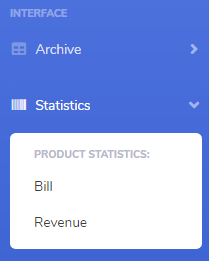 INTERFACE
Archive
Statistics
PRODUCT STATISTICS:
Bill
Revenue